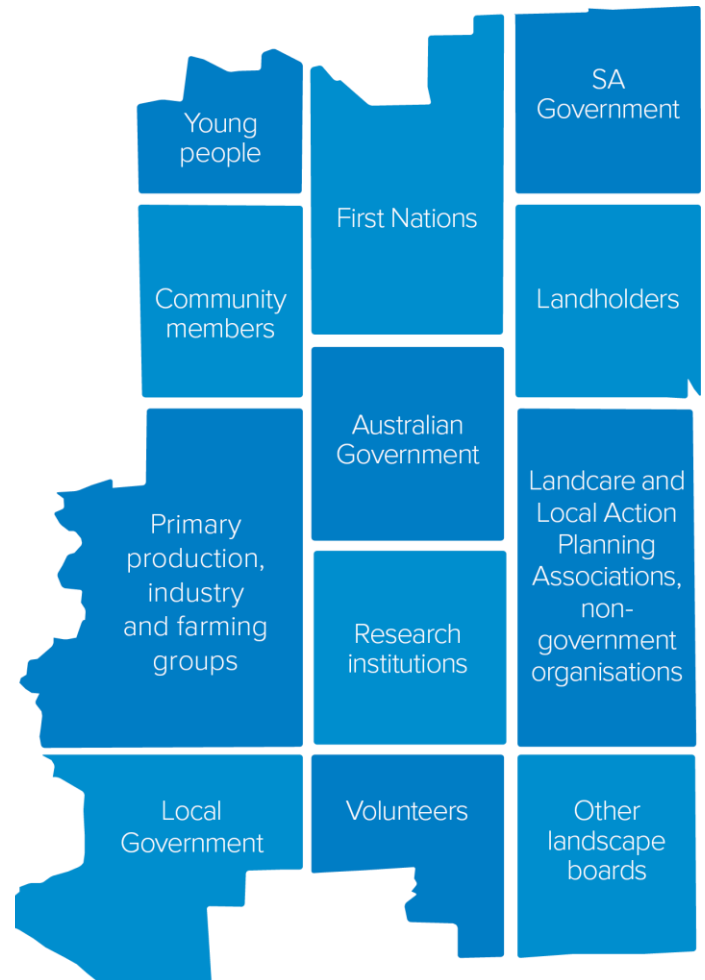 Young
people
First Nations
SA
Government
Community
members
Landholders
Australian
Government
Primary
production,
industry
and farming
groups
Research
institutions
Landcare and
Local Action
Planning
Associations,
non-
government
organisations
Local
Government
Volunteers
Other
landscape
boards